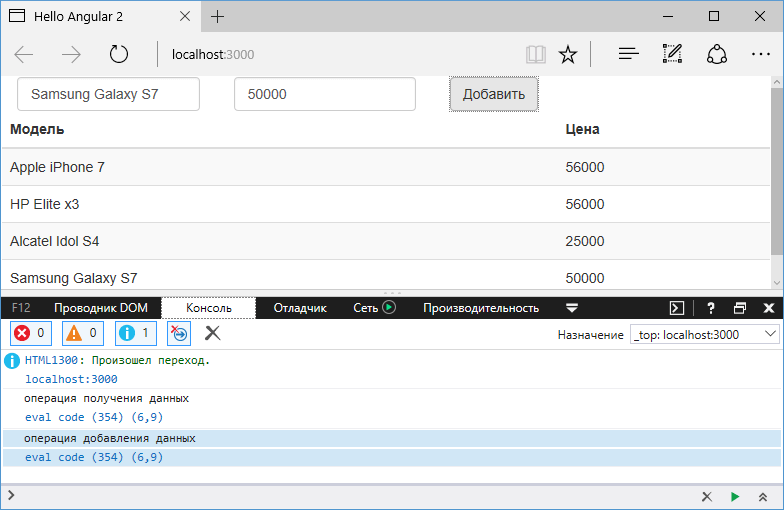 Hello Angular 2
localhost:3000
Samsung Galaxy S7 50000 Добавить
Модель Цена
Apple iPhone 7 56000
HP Elite x3 56000
Alcatel Idol S4 25000
Samsung Galaxy S7 50000
F12 Проводник DOM Консоль Отладчик Сеть Производительность ?
0 0 1 Назначение _top: localhost:3000
HTML1300: Произошел переход.
localhost:3000
операция получения данных
eval code (354) (6,9)
операция добавления данных
eval code (354) (6,9)